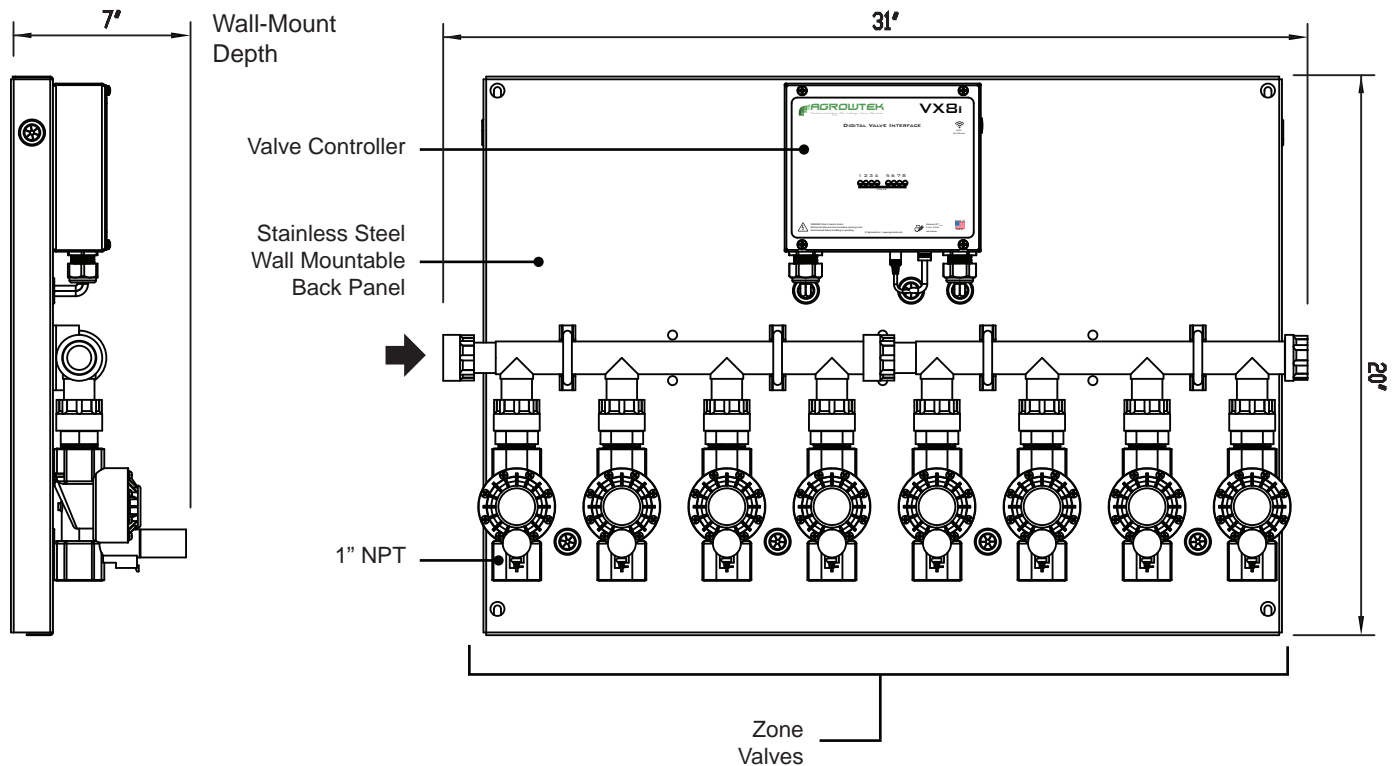 7"
Wall-Mount
Depth
31"
AGROWTEK
VX8i
DIGITAL VALVE INTERFACE
Valve Controller
1 2 3 4 5 6 7 8
Stainless Steel
Wall Mountable
Back Panel
20"
1” NPT
Zone
Valves